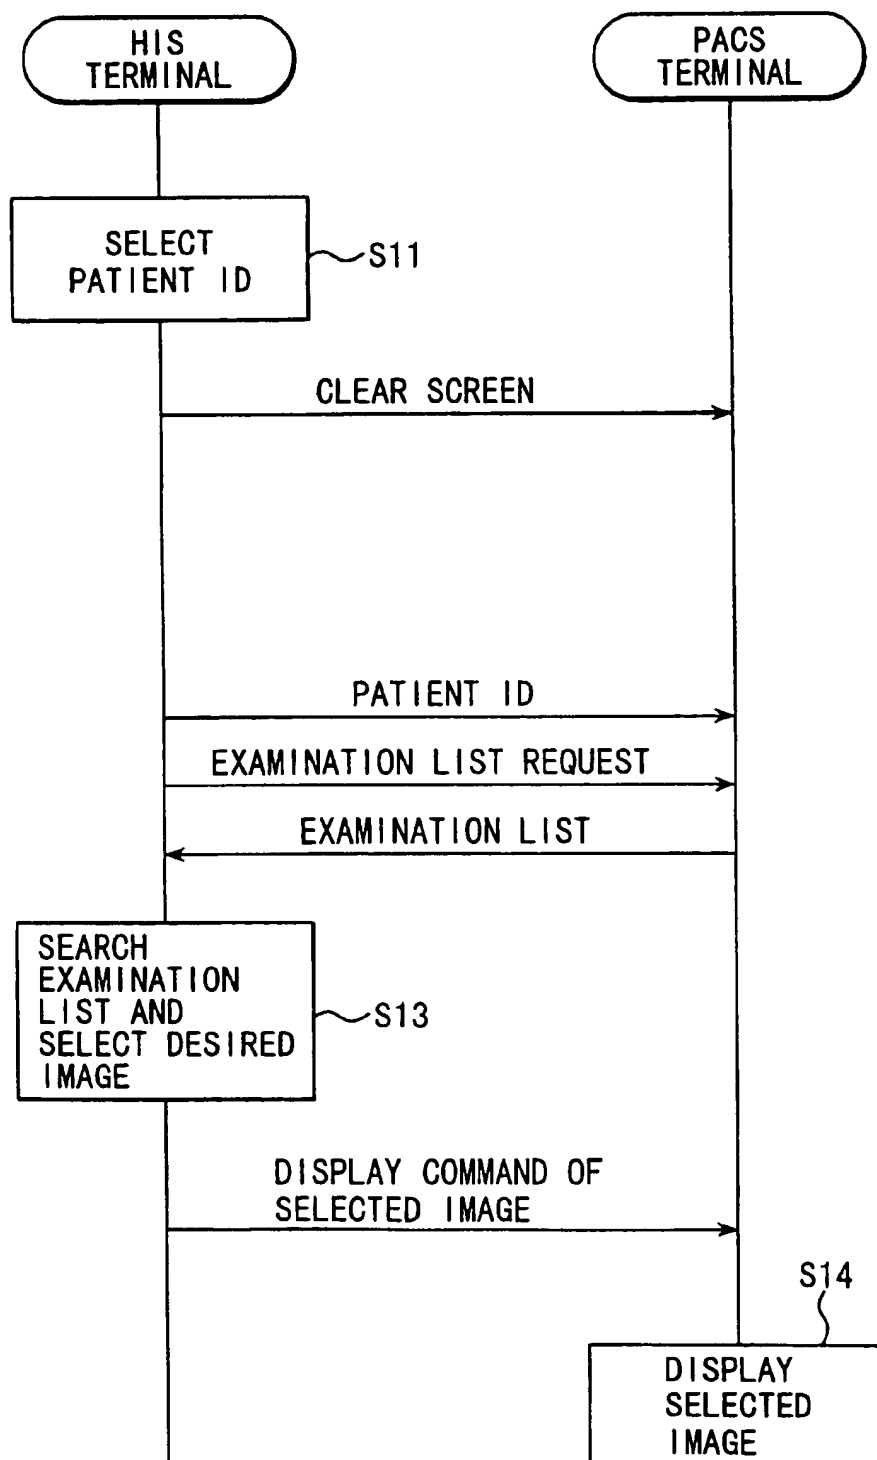 HIS
TERMINAL
PACS
TERMINAL
SELECT
PATIENT ID
S11
CLEAR SCREEN
PATIENT ID
EXAMINATION LIST REQUEST
EXAMINATION LIST
SEARCH
EXAMINATION
LIST AND
SELECT DESIRED
IMAGE
S13
DISPLAY COMMAND OF
SELECTED IMAGE
S14
DISPLAY
SELECTED
IMAGE